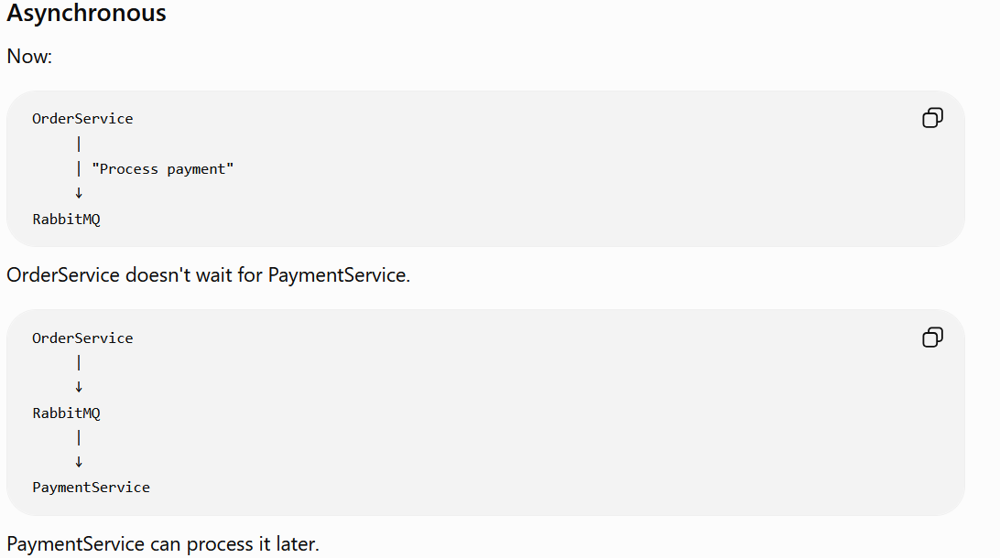 Asynchronous
Now:
OrderService
|
| "Process payment"
↓
RabbitMQ
OrderService doesn't wait for PaymentService.
OrderService
|
↓
RabbitMQ
|
↓
PaymentService
PaymentService can process it later.